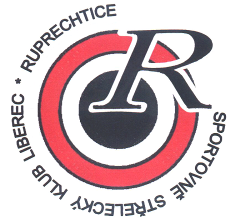 SPORTOVNĚ STŘELECKÝ KLUB LIBEREC * RUPRECHTICE
R